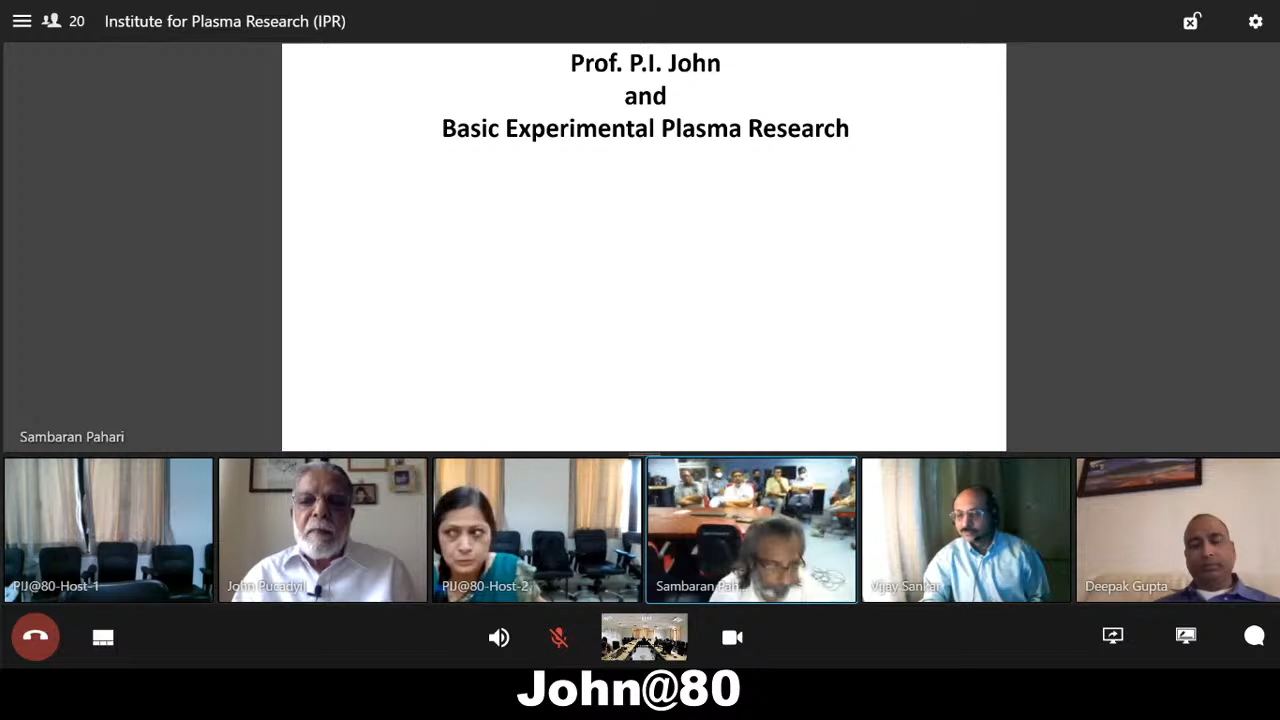 20 Institute for Plasma Research (IPR)
Prof. P.I. John
and
Basic Experimental Plasma Research
Sambaran Pahari
PIJ@80-Host-1
John Pucadyil
PIJ@80-Host-2
Sambaran Pah...
Vijay Sankar
Deepak Gupta
John@80